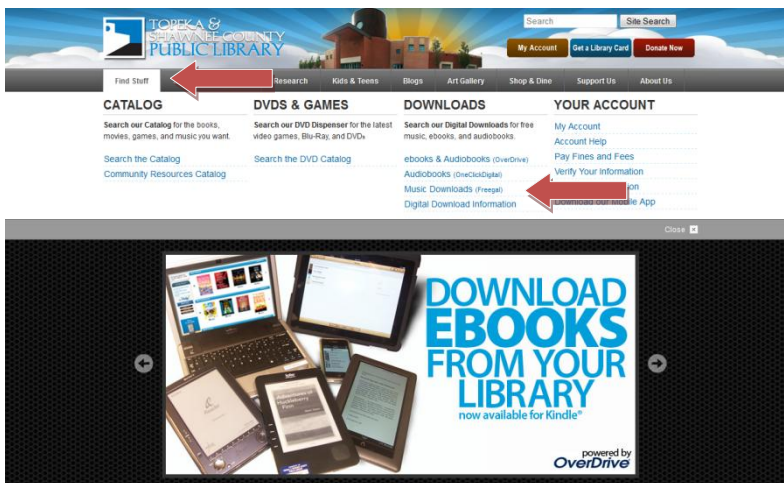 TOPEKA &
SHAWNEE COUNTY
PUBLIC LIBRARY
Search
Site Search
My Account
Get a Library Card
Donate Now
Find Stuff
Research
Kids & Teens
Blogs
Art Gallery
Shop & Dine
Support Us
About Us
CATALOG
Search our Catalog for the books,
movies, games, and music you want.
Search the Catalog
Community Resources Catalog
DVDS & GAMES
Search our DVD Dispenser for the latest
video games, Blu-Ray, and DVDs
Search the DVD Catalog
DOWNLOADS
Search our Digital Downloads for free
music, ebooks, and audiobooks.
ebooks & Audiobooks (OverDrive)
Audiobooks (OneClickDigital)
Music Downloads (Freegal)
Digital Download Information
YOUR ACCOUNT
My Account
Account Help
Pay Fines and Fees
Verify Your Information
Download our Mobile App
Close
DOWNLOAD
EBOOKS
FROM YOUR
LIBRARY
now available for Kindle®
powered by
OverDrive
Adventures of
Huckleberry
Finn